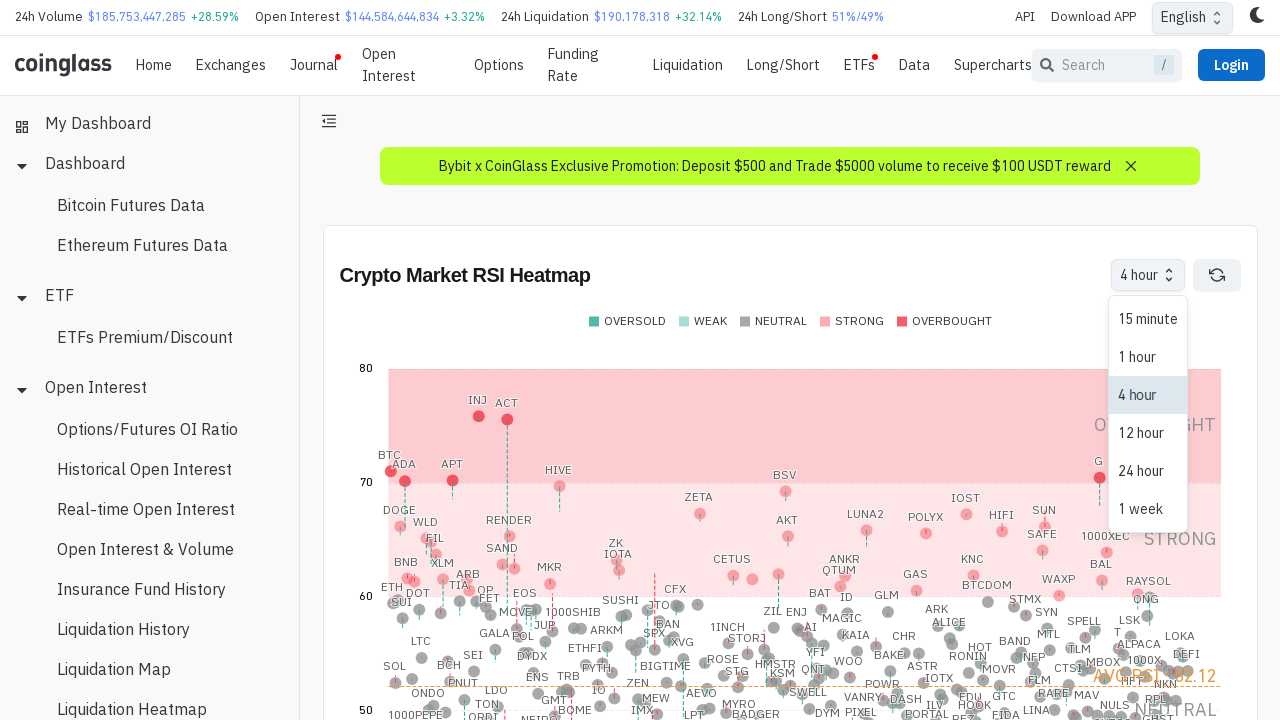 24h Volume $185,753,447,285 +28.59% Open Interest $144,584,644,834 +3.32% 24h Liquidation $190,178,318 +32.14% 24h Long/Short 51%/49% API Download APP English
coinglass Home Exchanges Journal Open Interest Options Funding Rate Liquidation Long/Short ETFs Data Supercharts Search / Login
My Dashboard
Dashboard
Bitcoin Futures Data
Ethereum Futures Data
ETF
ETFs Premium/Discount
Open Interest
Options/Futures OI Ratio
Historical Open Interest
Real-time Open Interest
Open Interest & Volume
Insurance Fund History
Liquidation History
Liquidation Map
Liquidation Heatmap
Bybit x CoinGlass Exclusive Promotion: Deposit $500 and Trade $5000 volume to receive $100 USDT reward
Crypto Market RSI Heatmap
4 hour
15 minute
1 hour
4 hour
12 hour
24 hour
1 week
OVERSOLD WEAK NEUTRAL STRONG OVERBOUGHT
80
INJ ACT
BTC ADA APT HIVE BSV G
70
DOGE WLD RENDER ZETA AKT LUNA2 POLYX IOST HIFI SUN
STRONG
FIL SAND ZK IOTA SAFE 1000XEC
BNB XLM ARB MKR CETUS ANKR QTUM KNC BAL
ETH DOT TIA OP FET EOS CFX BAT ID GLM GAS BTCDOM WAXP RAYSOL
60
SUI MOVE 1000SHIB SUSHI JTO ZIL ENJ MAGIC ARK STMX SYN ONG
GALA POL JUP ARKM SPX BAN XVG 1INCH STORJ AI KAIA CHR ALICE MTL SPELL T LSK LOKA
LTC SEI DYDX ETHFI YFI WOO BAKE RONIN HOT BAND TLM ALPACA DEFI
SOL BCH ENS TRB PYTH BIGTIME ROSE STG HMSTR KSM QNT ASTR MOVR NEP CTSI MBOX 1000X
AVG RSI
ONDO PNUT LDO GMT IO ZEN MEW AEVO SWELL VANRY POWR IOTX EDU FLM RARE MAV HFT NKN
TON BOME IMX MYRO DYM PIXEL DASH ILV HOOK GTC LINA NULS
1000PEPE ORDI LPT BADGER PORTAL FIDA NEUTRAL
50